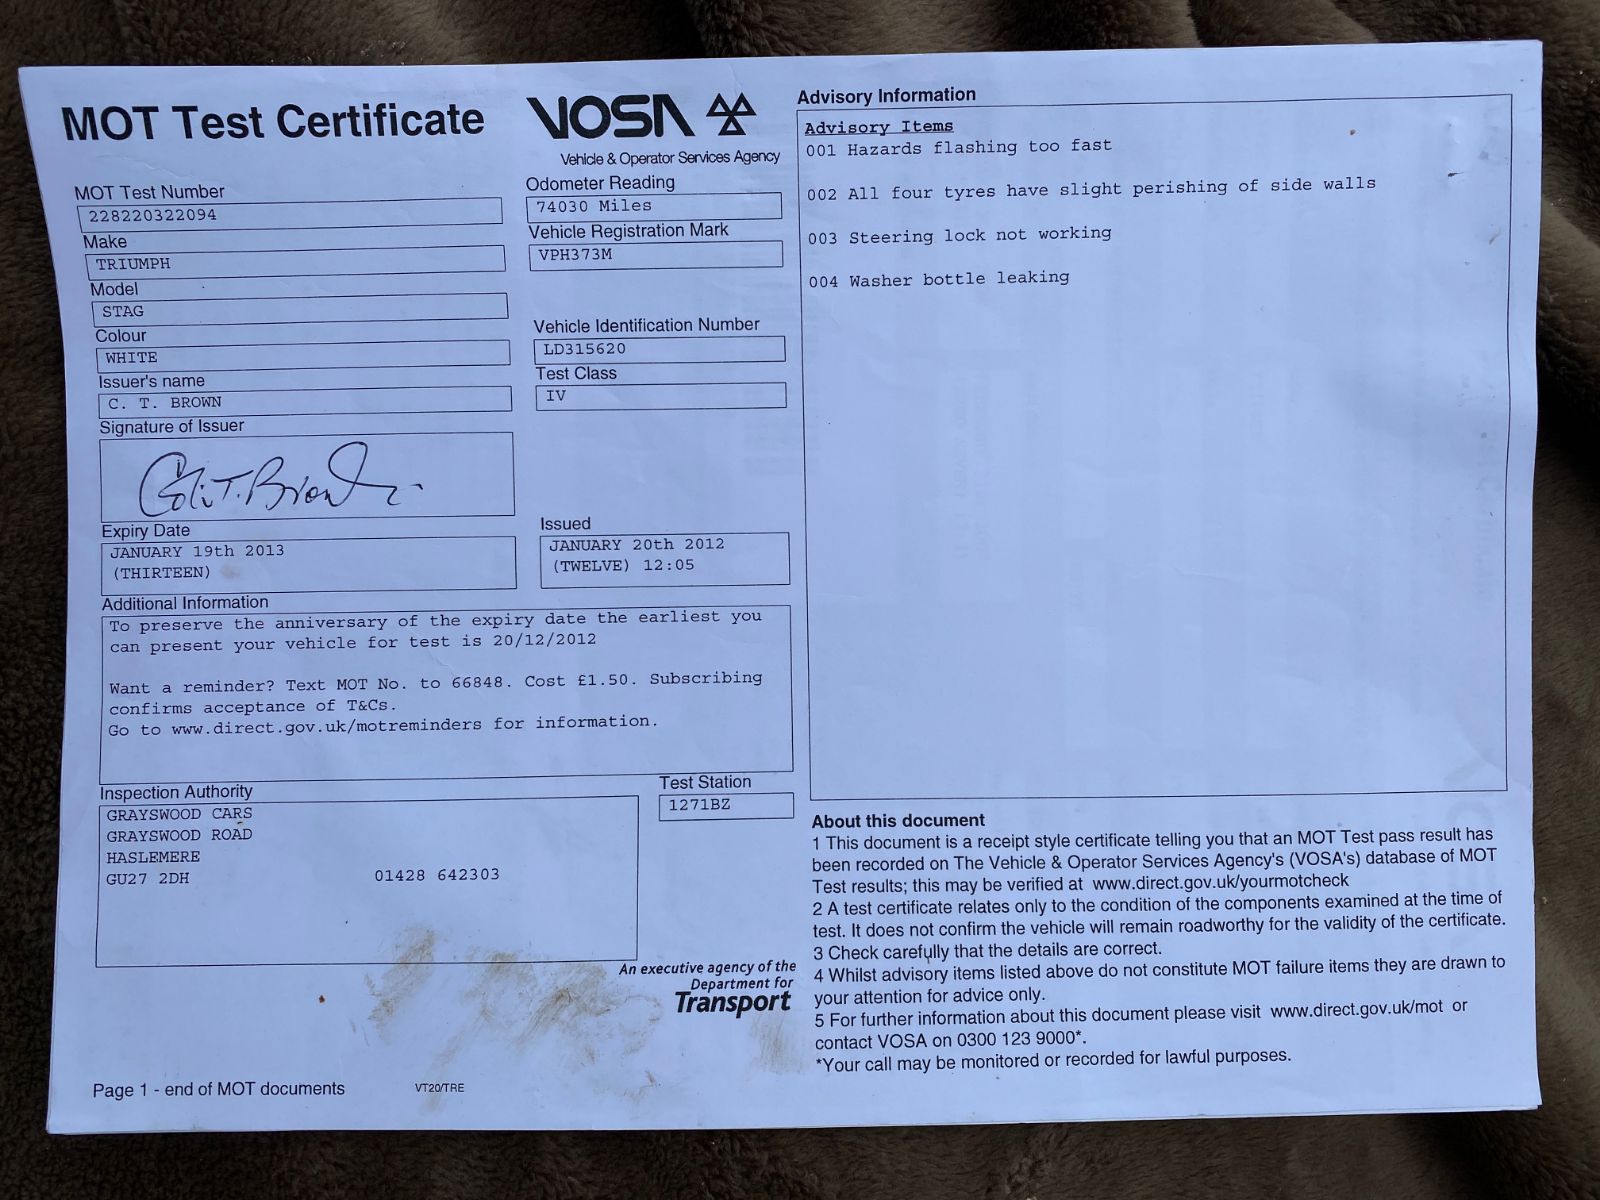 MOT Test Certificate
VOSA
Vehicle & Operator Services Agency
MOT Test Number
228220322094
Make
TRIUMPH
Model
STAG
Colour
WHITE
Issuer's name
C. T. BROWN
Signature of Issuer
Colin T. Brown
Expiry Date
JANUARY 19th 2013
(THIRTEEN)
Odometer Reading
74030 Miles
Vehicle Registration Mark
VPH373M
Vehicle Identification Number
LD315620
Test Class
IV
Issued
JANUARY 20th 2012
(TWELVE) 12:05
Additional Information
To preserve the anniversary of the expiry date the earliest you
can present your vehicle for test is 20/12/2012
Want a reminder? Text MOT No. to 66848. Cost £1.50. Subscribing
confirms acceptance of T&Cs.
Go to www.direct.gov.uk/motreminders for information.
Inspection Authority
GRAYSWOOD CARS
GRAYSWOOD ROAD
HASLEMERE
GU27 2DH 01428 642303
Test Station
1271BZ
An executive agency of the
Department for
Transport
Page 1 - end of MOT documents VT20/TRE
Advisory Information
Advisory Items
001 Hazards flashing too fast
002 All four tyres have slight perishing of side walls
003 Steering lock not working
004 Washer bottle leaking
About this document
1 This document is a receipt style certificate telling you that an MOT Test pass result has
been recorded on The Vehicle & Operator Services Agency's (VOSA's) database of MOT
Test results; this may be verified at www.direct.gov.uk/yourmotcheck
2 A test certificate relates only to the condition of the components examined at the time of
test. It does not confirm the vehicle will remain roadworthy for the validity of the certificate.
3 Check carefully that the details are correct.
4 Whilst advisory items listed above do not constitute MOT failure items they are drawn to
your attention for advice only.
5 For further information about this document please visit www.direct.gov.uk/mot or
contact VOSA on 0300 123 9000*.
*Your call may be monitored or recorded for lawful purposes.